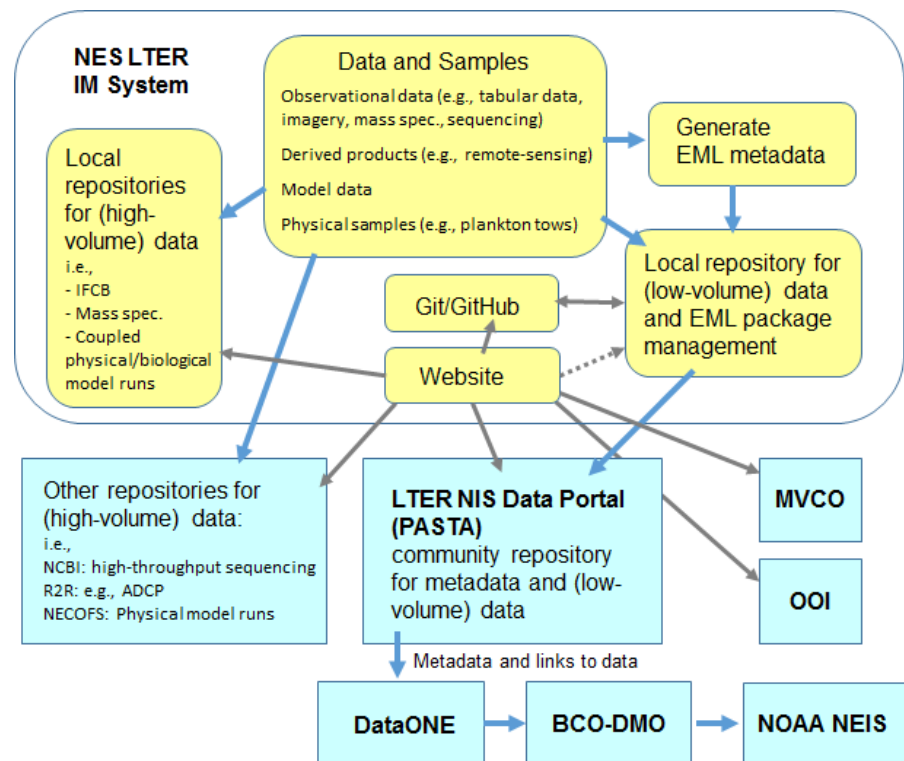 NES LTER
IM System
Data and Samples
Observational data (e.g., tabular data,
imagery, mass spec., sequencing)
Derived products (e.g., remote-sensing)
Model data
Physical samples (e.g., plankton tows)
Generate
EML metadata
Local
repositories
for (high-
volume) data
i.e.,
- IFCB
- Mass spec.
- Coupled
physical/biological
model runs
Local repository for
(low-volume) data
and EML package
management
Git/GitHub
Website
Other repositories for
(high-volume) data:
i.e.,
NCBI: high-throughput sequencing
R2R: e.g., ADCP
NECOFS: Physical model runs
LTER NIS Data Portal
(PASTA)
community repository
for metadata and (low-
volume) data
MVCO
OOI
Metadata and links to data
DataONE
BCO-DMO
NOAA NEIS